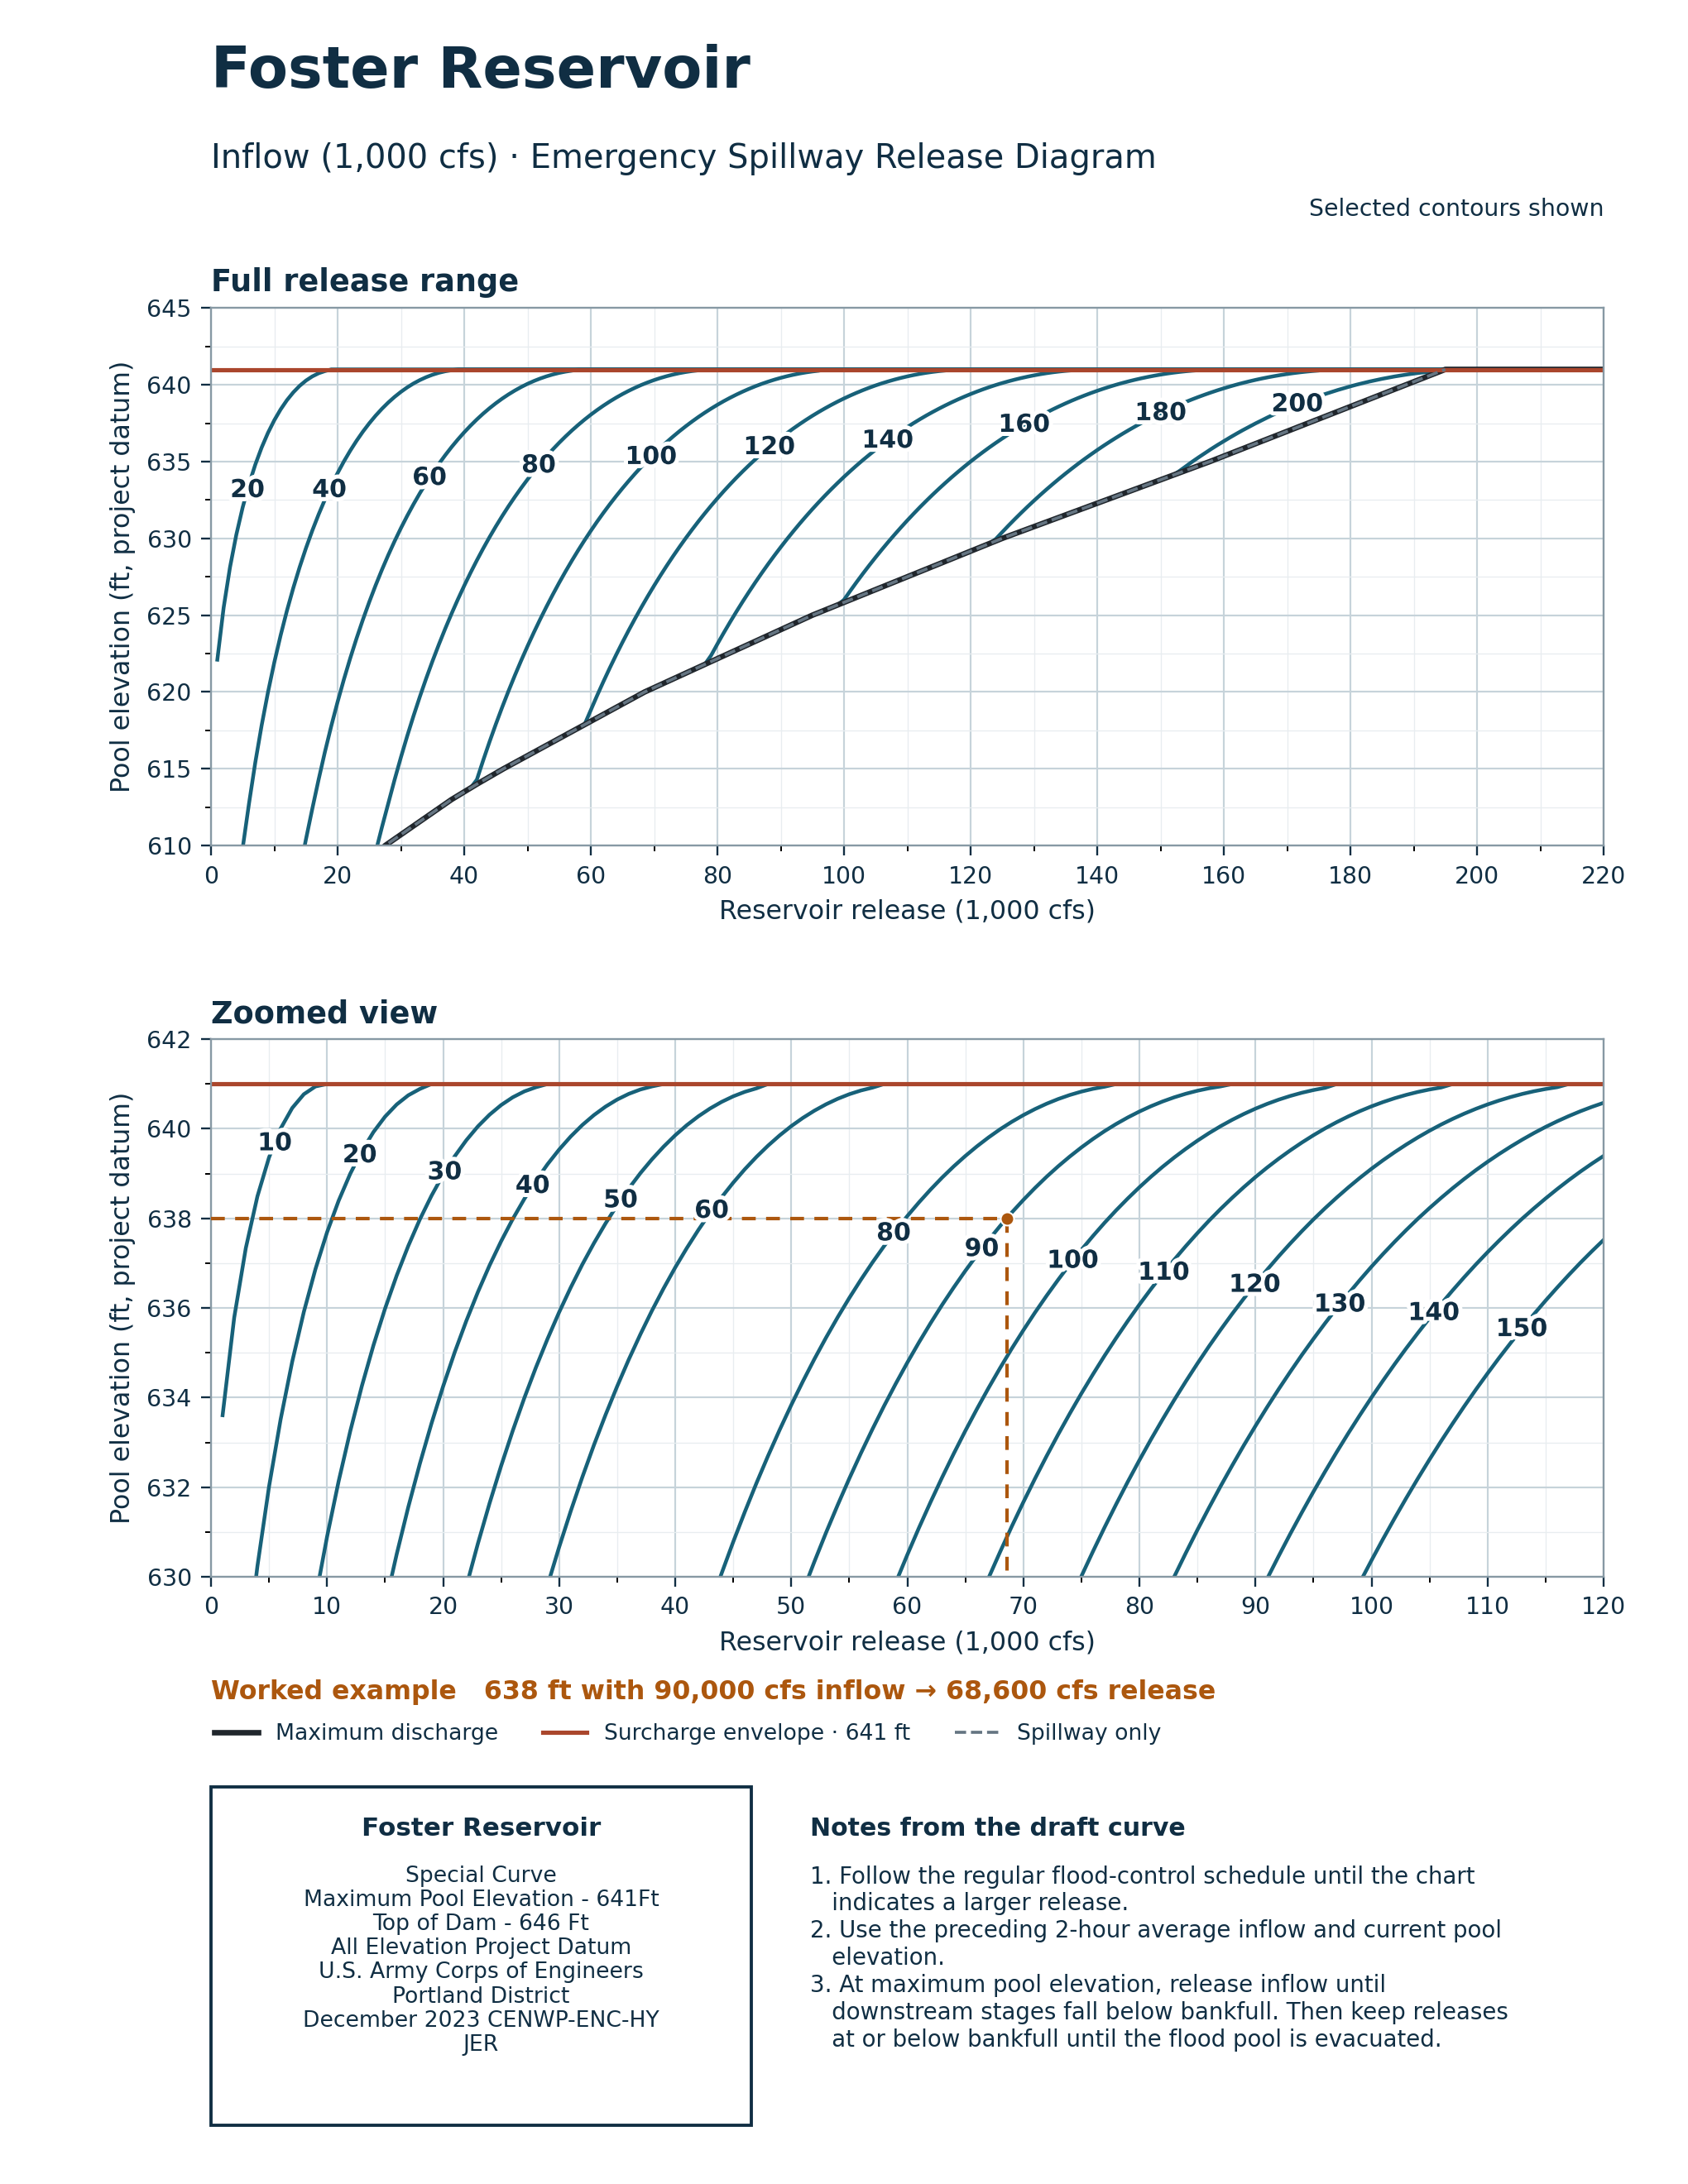 Foster Reservoir
Inflow (1,000 cfs) · Emergency Spillway Release Diagram
Selected contours shown
Full release range
Pool elevation (ft, project datum)
645
640
635
630
625
620
615
610
20
40
60
80
100
120
140
160
180
200
0 20 40 60 80 100 120 140 160 180 200 220
Reservoir release (1,000 cfs)
Zoomed view
Pool elevation (ft, project datum)
642
640
638
636
634
632
630
10
20
30
40
50
60
80
90
100
110
120
130
140
150
0 10 20 30 40 50 60 70 80 90 100 110 120
Reservoir release (1,000 cfs)
Worked example 638 ft with 90,000 cfs inflow → 68,600 cfs release
Maximum discharge Surcharge envelope · 641 ft Spillway only
Foster Reservoir
Special Curve
Maximum Pool Elevation - 641Ft
Top of Dam - 646 Ft
All Elevation Project Datum
U.S. Army Corps of Engineers
Portland District
December 2023 CENWP-ENC-HY
JER
Notes from the draft curve
1. Follow the regular flood-control schedule until the chart
indicates a larger release.
2. Use the preceding 2-hour average inflow and current pool
elevation.
3. At maximum pool elevation, release inflow until
downstream stages fall below bankfull. Then keep releases
at or below bankfull until the flood pool is evacuated.